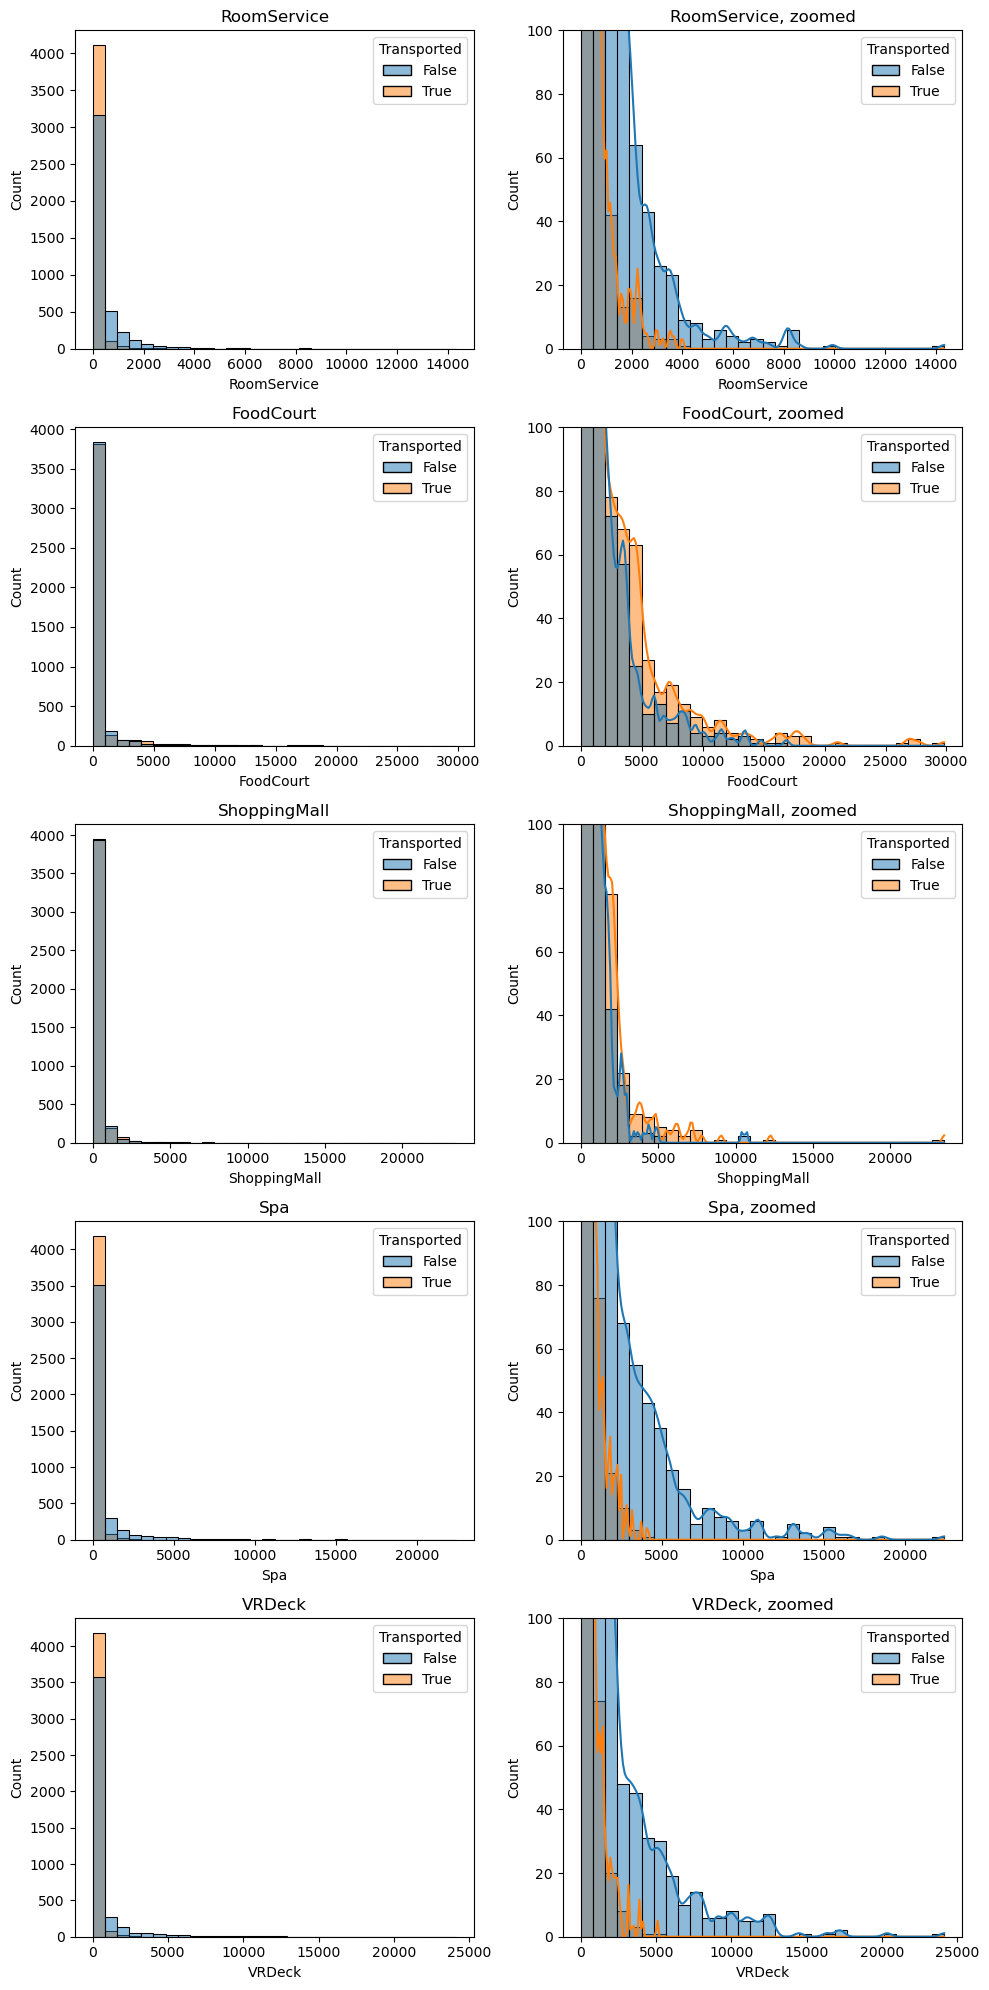 RoomService
Count
4000
3500
3000
2500
2000
1500
1000
500
0
Transported
False
True
0 2000 4000 6000 8000 10000 12000 14000
RoomService
RoomService, zoomed
Count
100
80
60
40
20
0
Transported
False
True
0 2000 4000 6000 8000 10000 12000 14000
RoomService
FoodCourt
Count
4000
3500
3000
2500
2000
1500
1000
500
0
Transported
False
True
0 5000 10000 15000 20000 25000 30000
FoodCourt
FoodCourt, zoomed
Count
100
80
60
40
20
0
Transported
False
True
0 5000 10000 15000 20000 25000 30000
FoodCourt
ShoppingMall
Count
4000
3500
3000
2500
2000
1500
1000
500
0
Transported
False
True
0 5000 10000 15000 20000
ShoppingMall
ShoppingMall, zoomed
Count
100
80
60
40
20
0
Transported
False
True
0 5000 10000 15000 20000
ShoppingMall
Spa
Count
4000
3500
3000
2500
2000
1500
1000
500
0
Transported
False
True
0 5000 10000 15000 20000
Spa
Spa, zoomed
Count
100
80
60
40
20
0
Transported
False
True
0 5000 10000 15000 20000
Spa
VRDeck
Count
4000
3500
3000
2500
2000
1500
1000
500
0
Transported
False
True
0 5000 10000 15000 20000 25000
VRDeck
VRDeck, zoomed
Count
100
80
60
40
20
0
Transported
False
True
0 5000 10000 15000 20000 25000
VRDeck